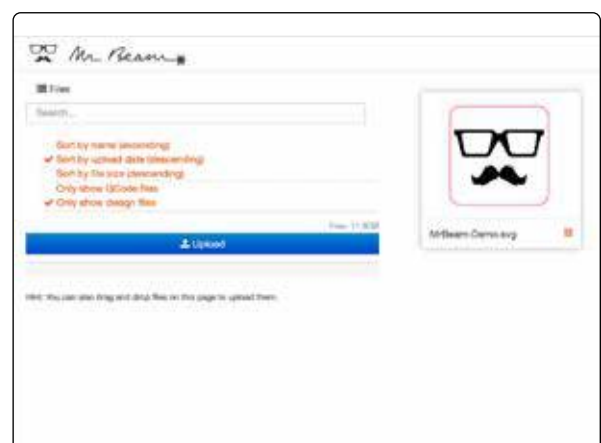 Mr Beam
Files
Search...
Sort by name (ascending)
Sort by upload date (descending)
Sort by file size (descending)
Only show GCode files
Only show design files
Free:
Upload
MrBeam-Demo.svg
Hint: You can also drag and drop files on this page to upload them.